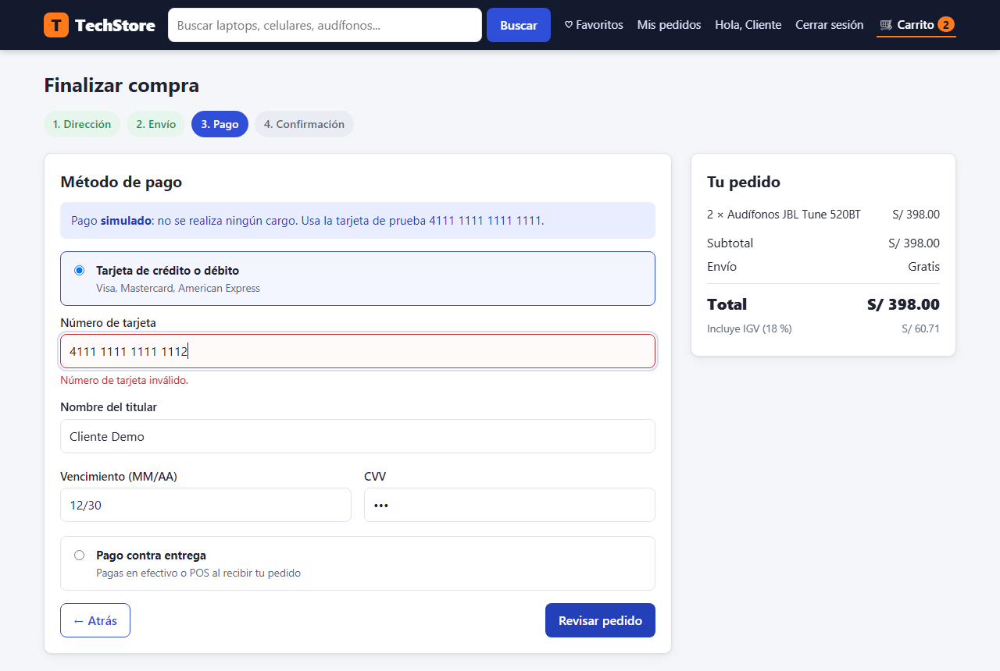 T TechStore
Buscar laptops, celulares, audífonos...
Buscar
♡ Favoritos
Mis pedidos
Hola, Cliente
Cerrar sesión
🛒 Carrito 2
Finalizar compra
1. Dirección
2. Envío
3. Pago
4. Confirmación
Método de pago
Pago simulado: no se realiza ningún cargo. Usa la tarjeta de prueba 4111 1111 1111 1111.
Tarjeta de crédito o débito
Visa, Mastercard, American Express
Número de tarjeta
4111 1111 1111 1112
Número de tarjeta inválido.
Nombre del titular
Cliente Demo
Vencimiento (MM/AA)
12/30
CVV
•••
Pago contra entrega
Pagas en efectivo o POS al recibir tu pedido
← Atrás
Revisar pedido
Tu pedido
2 × Audífonos JBL Tune 520BT S/ 398.00
Subtotal S/ 398.00
Envío Gratis
Total S/ 398.00
Incluye IGV (18 %) S/ 60.71